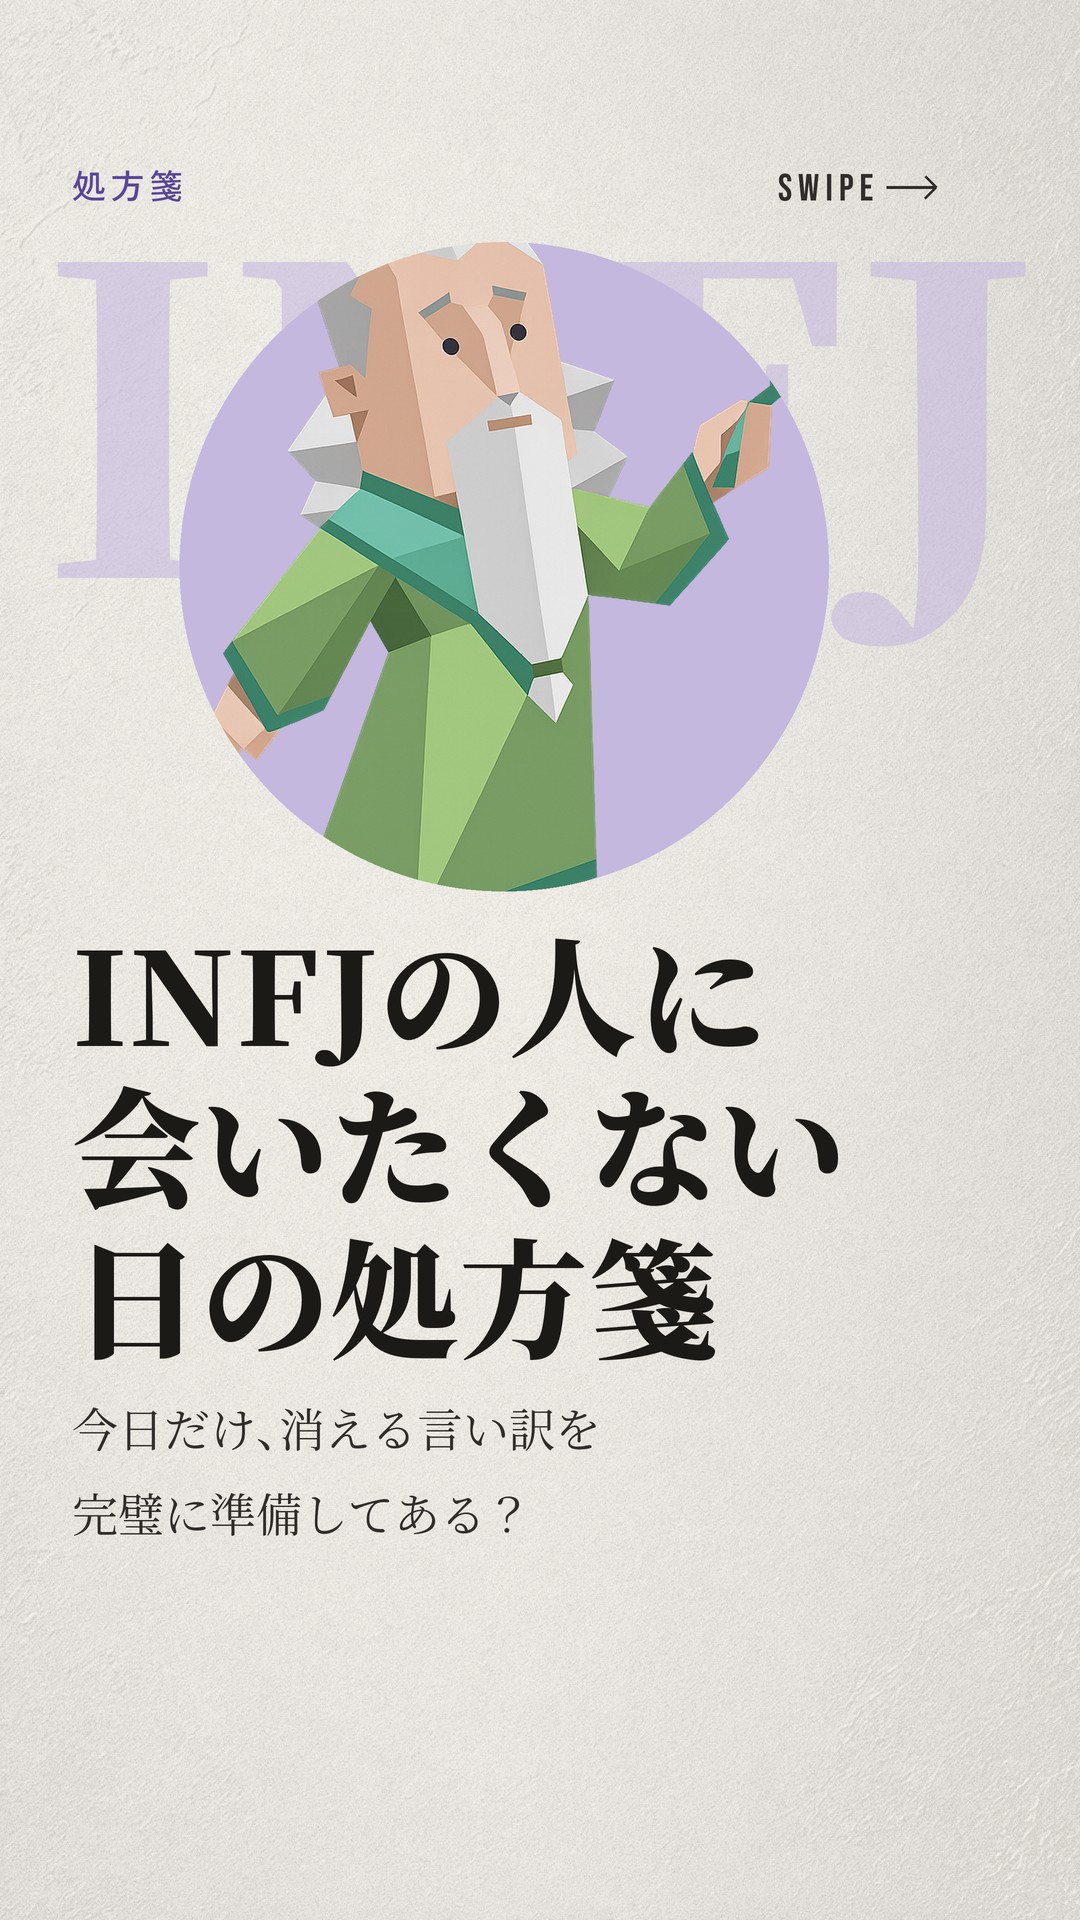 処方箋
SWIPE →
INFJ
INFJの人に
会いたくない
日の処方箋
今日だけ、消える言い訳を
完璧に準備してある？